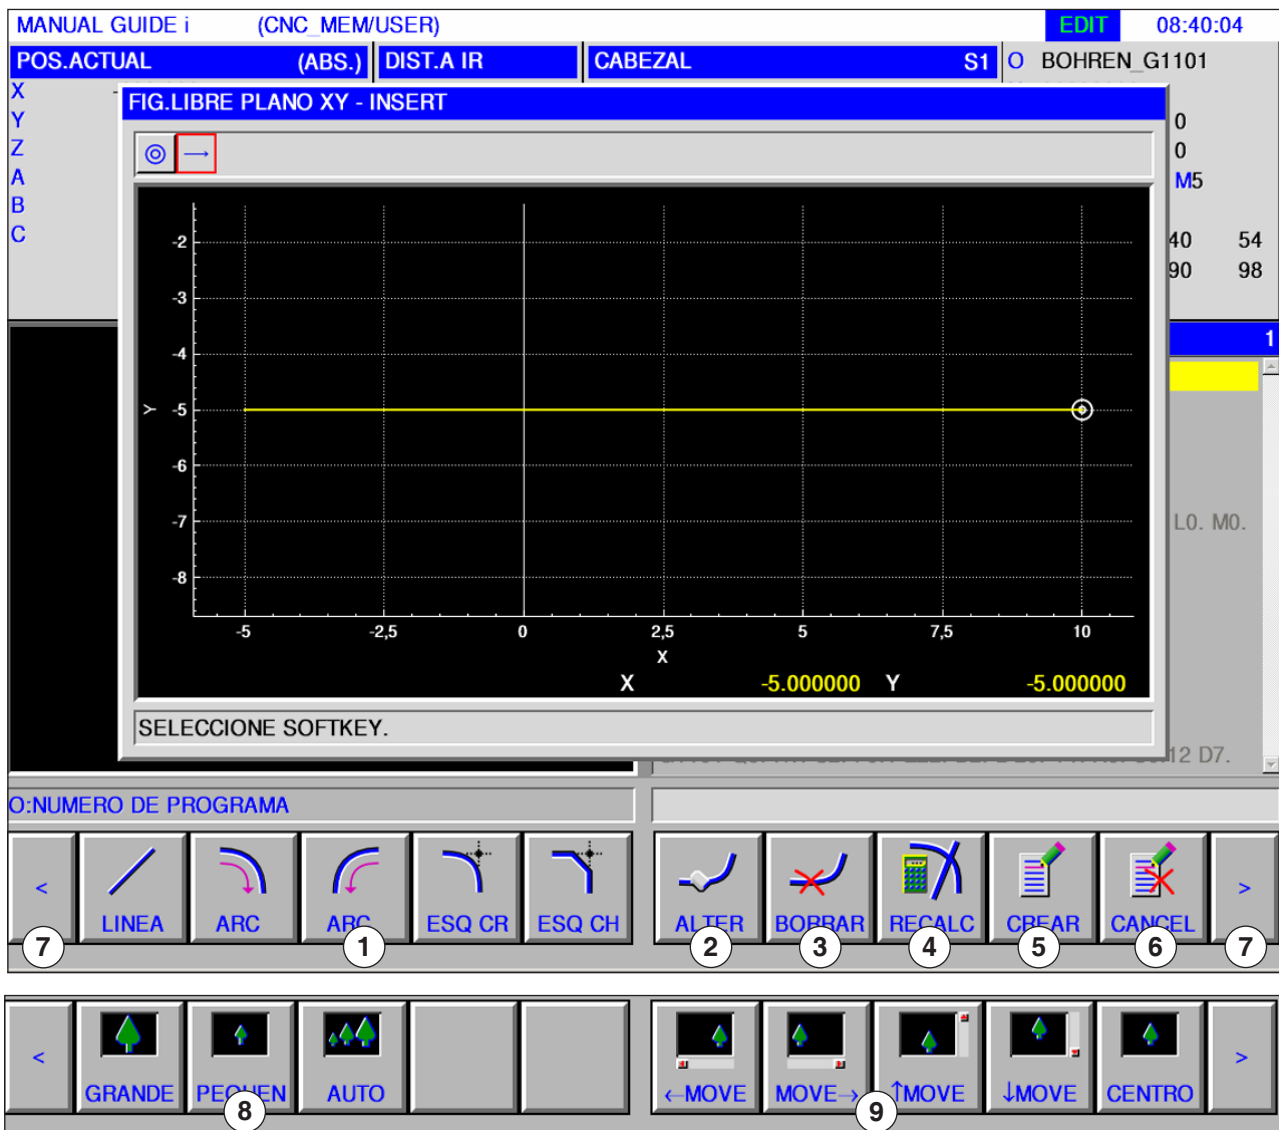 MANUAL GUIDE i (CNC_MEM/USER) EDIT 08:40:04
POS.ACTUAL (ABS.) DIST.A IR CABEZAL S1 O BOHREN_G1101
X
Y 0
Z 0
A M5
B
C 40 54
90 98
FIG.LIBRE PLANO XY - INSERT
1
-2
-3
-4
Y -5
-6
-7
-8
-5 -2,5 0 2,5 5 7,5 10
X
X -5.000000 Y -5.000000
L0. M0.
SELECCIONE SOFTKEY.
12 D7.
O:NUMERO DE PROGRAMA
< LINEA ARC ARC ESQ CR ESQ CH ALTER BORRAR RECALC CREAR CANCEL >
7 1 2 3 4 5 6 7
< GRANDE PEQUEN AUTO ←MOVE MOVE→ ↑MOVE ↓MOVE CENTRO >
8 9